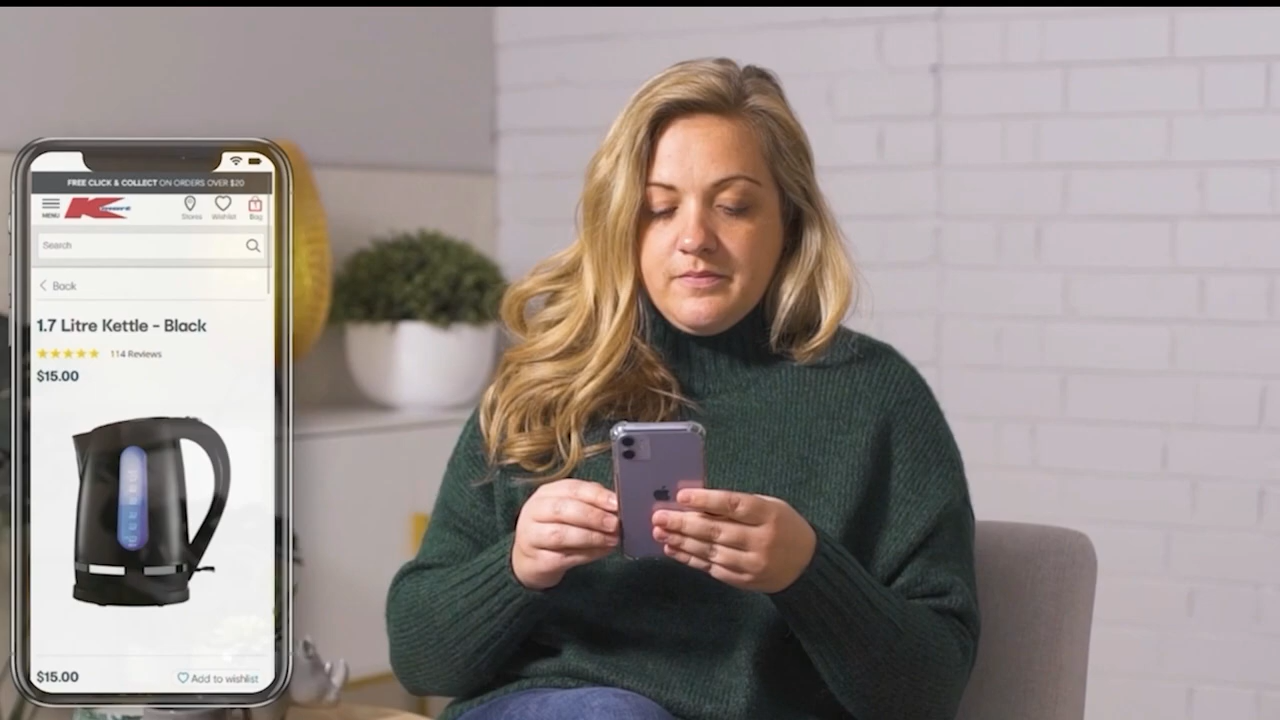 FREE CLICK & COLLECT ON ORDERS OVER $20
MENU
Kmart
Stores
Wishlist
Bag
Search
Back
1.7 Litre Kettle - Black
114 Reviews
$15.00
$15.00
Add to wishlist